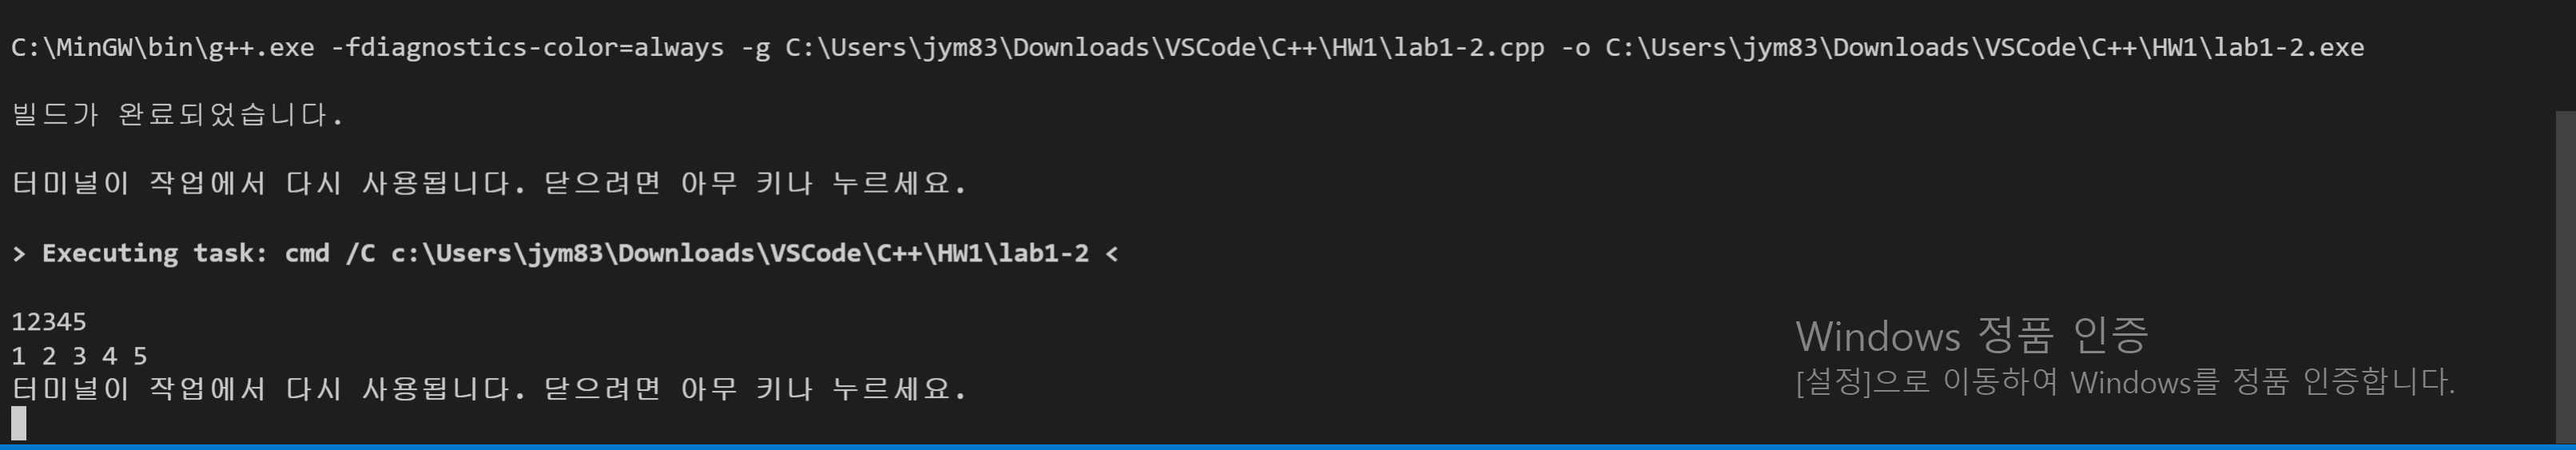 C:\MinGW\bin\g++.exe -fdiagnostics-color=always -g C:\Users\jym83\Downloads\VSCode\C++\HW1\lab1-2.cpp -o C:\Users\jym83\Downloads\VSCode\C++\HW1\lab1-2.exe
빌드가 완료되었습니다.
터미널이 작업에서 다시 사용됩니다. 닫으려면 아무 키나 누르세요.
> Executing task: cmd /C c:\Users\jym83\Downloads\VSCode\C++\HW1\lab1-2 <
12345
1 2 3 4 5
터미널이 작업에서 다시 사용됩니다. 닫으려면 아무 키나 누르세요.
Windows 정품 인증
[설정]으로 이동하여 Windows를 정품 인증합니다.